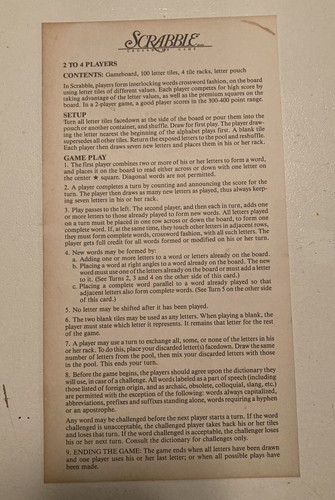 SCRABBLE
2 TO 4 PLAYERS
CONTENTS: Gameboard, 100 letter tiles, 4 tile racks, letter pouch
In Scrabble, players form interlocking words crossword fashion, on the board
using letter tiles of different values. Each player competes for high score by
taking advantage of the letter values, as well as the premium squares on the
board. In a 2-player game, a good player scores in the 300-400 point range.
SETUP
Turn all letter tiles facedown at the side of the board or pour them into the
pouch or another container, and shuffle. Draw for first play. The player draw-
ing the letter nearest the beginning of the alphabet plays first. A blank tile
supersedes all other tiles. Return the exposed letters to the pool and reshuffle.
Each player then draws seven new letters and places them in his or her rack.
GAME PLAY
1. The first player combines two or more of his or her letters to form a word,
and places it on the board to read either across or down with one letter on
the center ★ square. Diagonal words are not permitted.
2. A player completes a turn by counting and announcing the score for the
turn. The player then draws as many new letters as played, thus always keep-
ing seven letters in his or her rack.
3. Play passes to the left. The second player, and then each in turn, adds one
or more letters to those already played to form new words. All letters played
on a turn must be placed in one row across or down the board, to form one
complete word. If, at the same time, they touch other letters in adjacent rows,
they must form complete words, crossword fashion, with all such letters. The
player gets full credit for all words formed or modified on his or her turn.
4. New words may be formed by:
a. Adding one or more letters to a word or letters already on the board.
b. Placing a word at right angles to a word already on the board. The new
word must use one of the letters already on the board or must add a letter
to it. (See Turns 2, 3 and 4 on the other side of this card.)
c. Placing a complete word parallel to a word already played so that
adjacent letters also form complete words. (See Turn 5 on the other side
of this card.)
5. No letter may be shifted after it has been played.
6. The two blank tiles may be used as any letters. When playing a blank, the
player must state which letter it represents. It remains that letter for the rest
of the game.
7. A player may use a turn to exchange all, some, or none of the letters in his
or her rack. To do this, place your discarded letter(s) facedown. Draw the same
number of letters from the pool, then mix your discarded letters with those
in the pool. This ends your turn.
8. Before the game begins, the players should agree upon the dictionary they
will use, in case of a challenge. All words labeled as a part of speech (including
those listed of foreign origin, and as archaic, obsolete, colloquial, slang, etc.)
are permitted with the exception of the following: words always capitalized,
abbreviations, prefixes and suffixes standing alone, words requiring a hyphen
or an apostrophe.
Any word may be challenged before the next player starts a turn. If the word
challenged is unacceptable, the challenged player takes back his or her tiles
and loses that turn. If the word challenged is acceptable, the challenger loses
his or her next turn. Consult the dictionary for challenges only.
9. ENDING THE GAME: The game ends when all letters have been drawn
and one player uses his or her last letter; or when all possible plays have
been made.